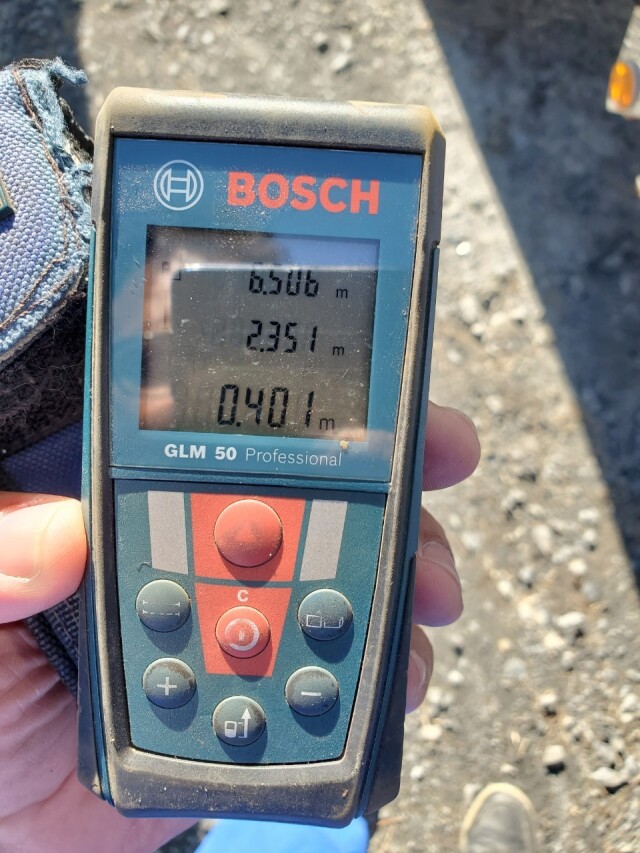 BOSCH
6.506 m
2.351 m
0.401 m
GLM 50 Professional
C
+
−